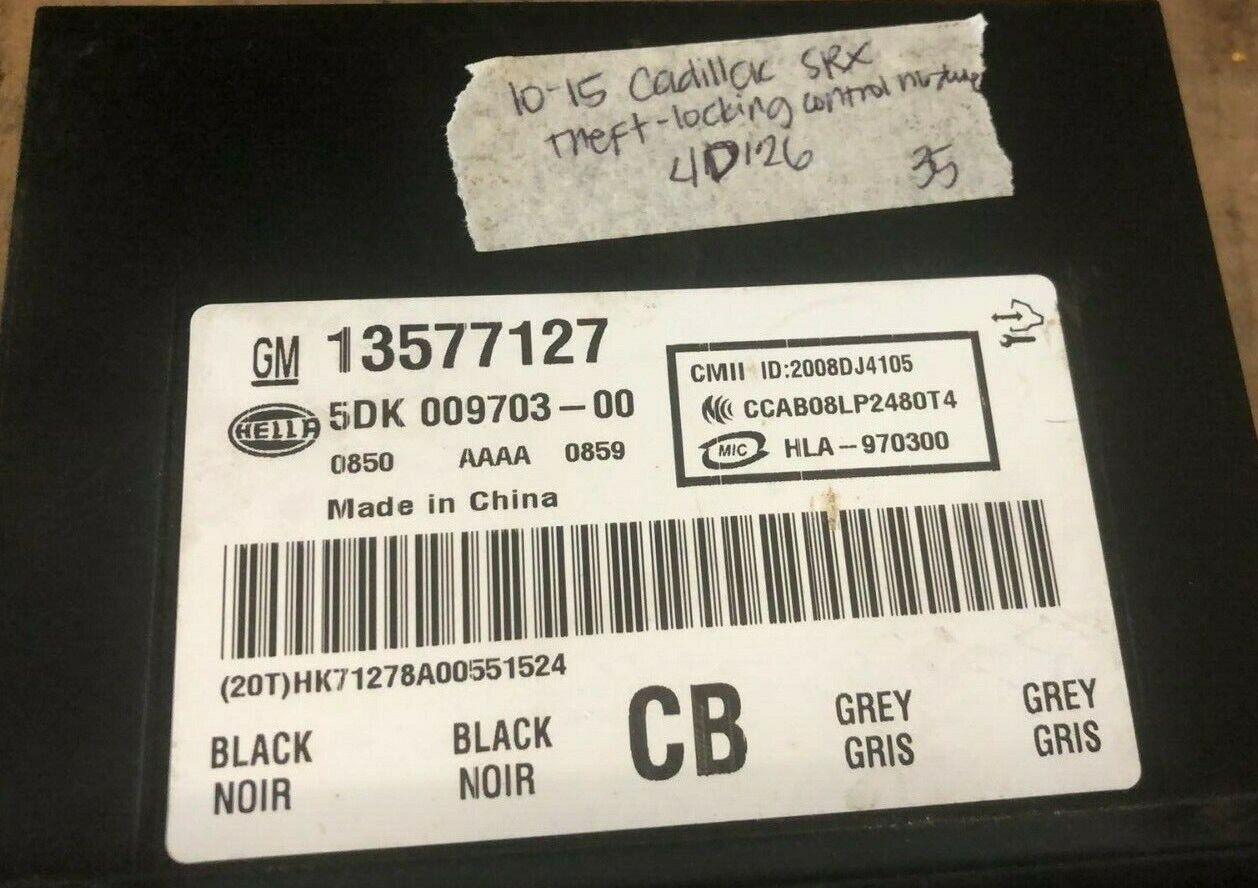 10-15 Cadillac SRX
theft-locking control module
4D126 35
GM 13577127
HELLA 5DK 009703-00
0850 AAAA 0859
Made in China
CMII ID:2008DJ4105
CCAB08LP2480T4
MIC HLA-970300
(20T)HK71278A00551524
BLACK BLACK CB GREY GREY
NOIR NOIR GRIS GRIS